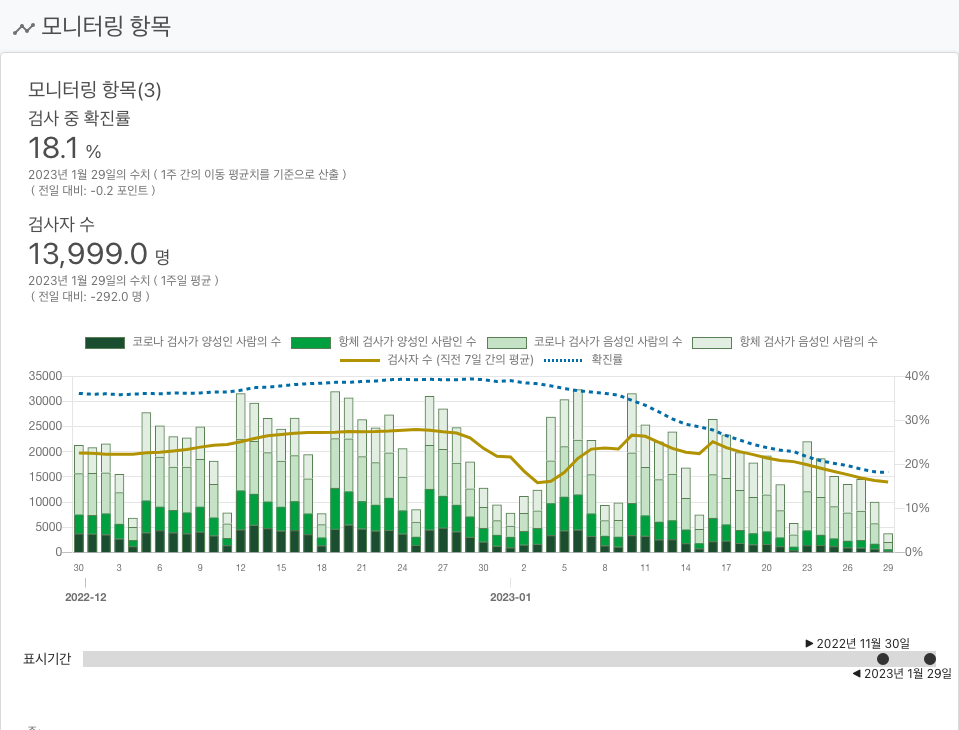 모니터링 항목
모니터링 항목(3)
검사 중 확진률
18.1 %
2023년 1월 29일의 수치 ( 1주 간의 이동 평균치를 기준으로 산출 )
( 전일 대비: -0.2 포인트 )
검사자 수
13,999.0 명
2023년 1월 29일의 수치 ( 1주일 평균 )
( 전일 대비: -292.0 명 )
코로나 검사가 양성인 사람의 수 항체 검사가 양성인 사람인 수 코로나 검사가 음성인 사람의 수 항체 검사가 음성인 사람의 수
검사자 수 (직전 7일 간의 평균) 확진률
35000 40%
30000
25000 30%
20000 20%
15000
10000 10%
5000
0 0%
30 3 6 9 12 15 18 21 24 27 30 2 5 8 11 14 17 20 23 26 29
2022-12 2023-01
▶ 2022년 11월 30일
표시기간
◀ 2023년 1월 29일